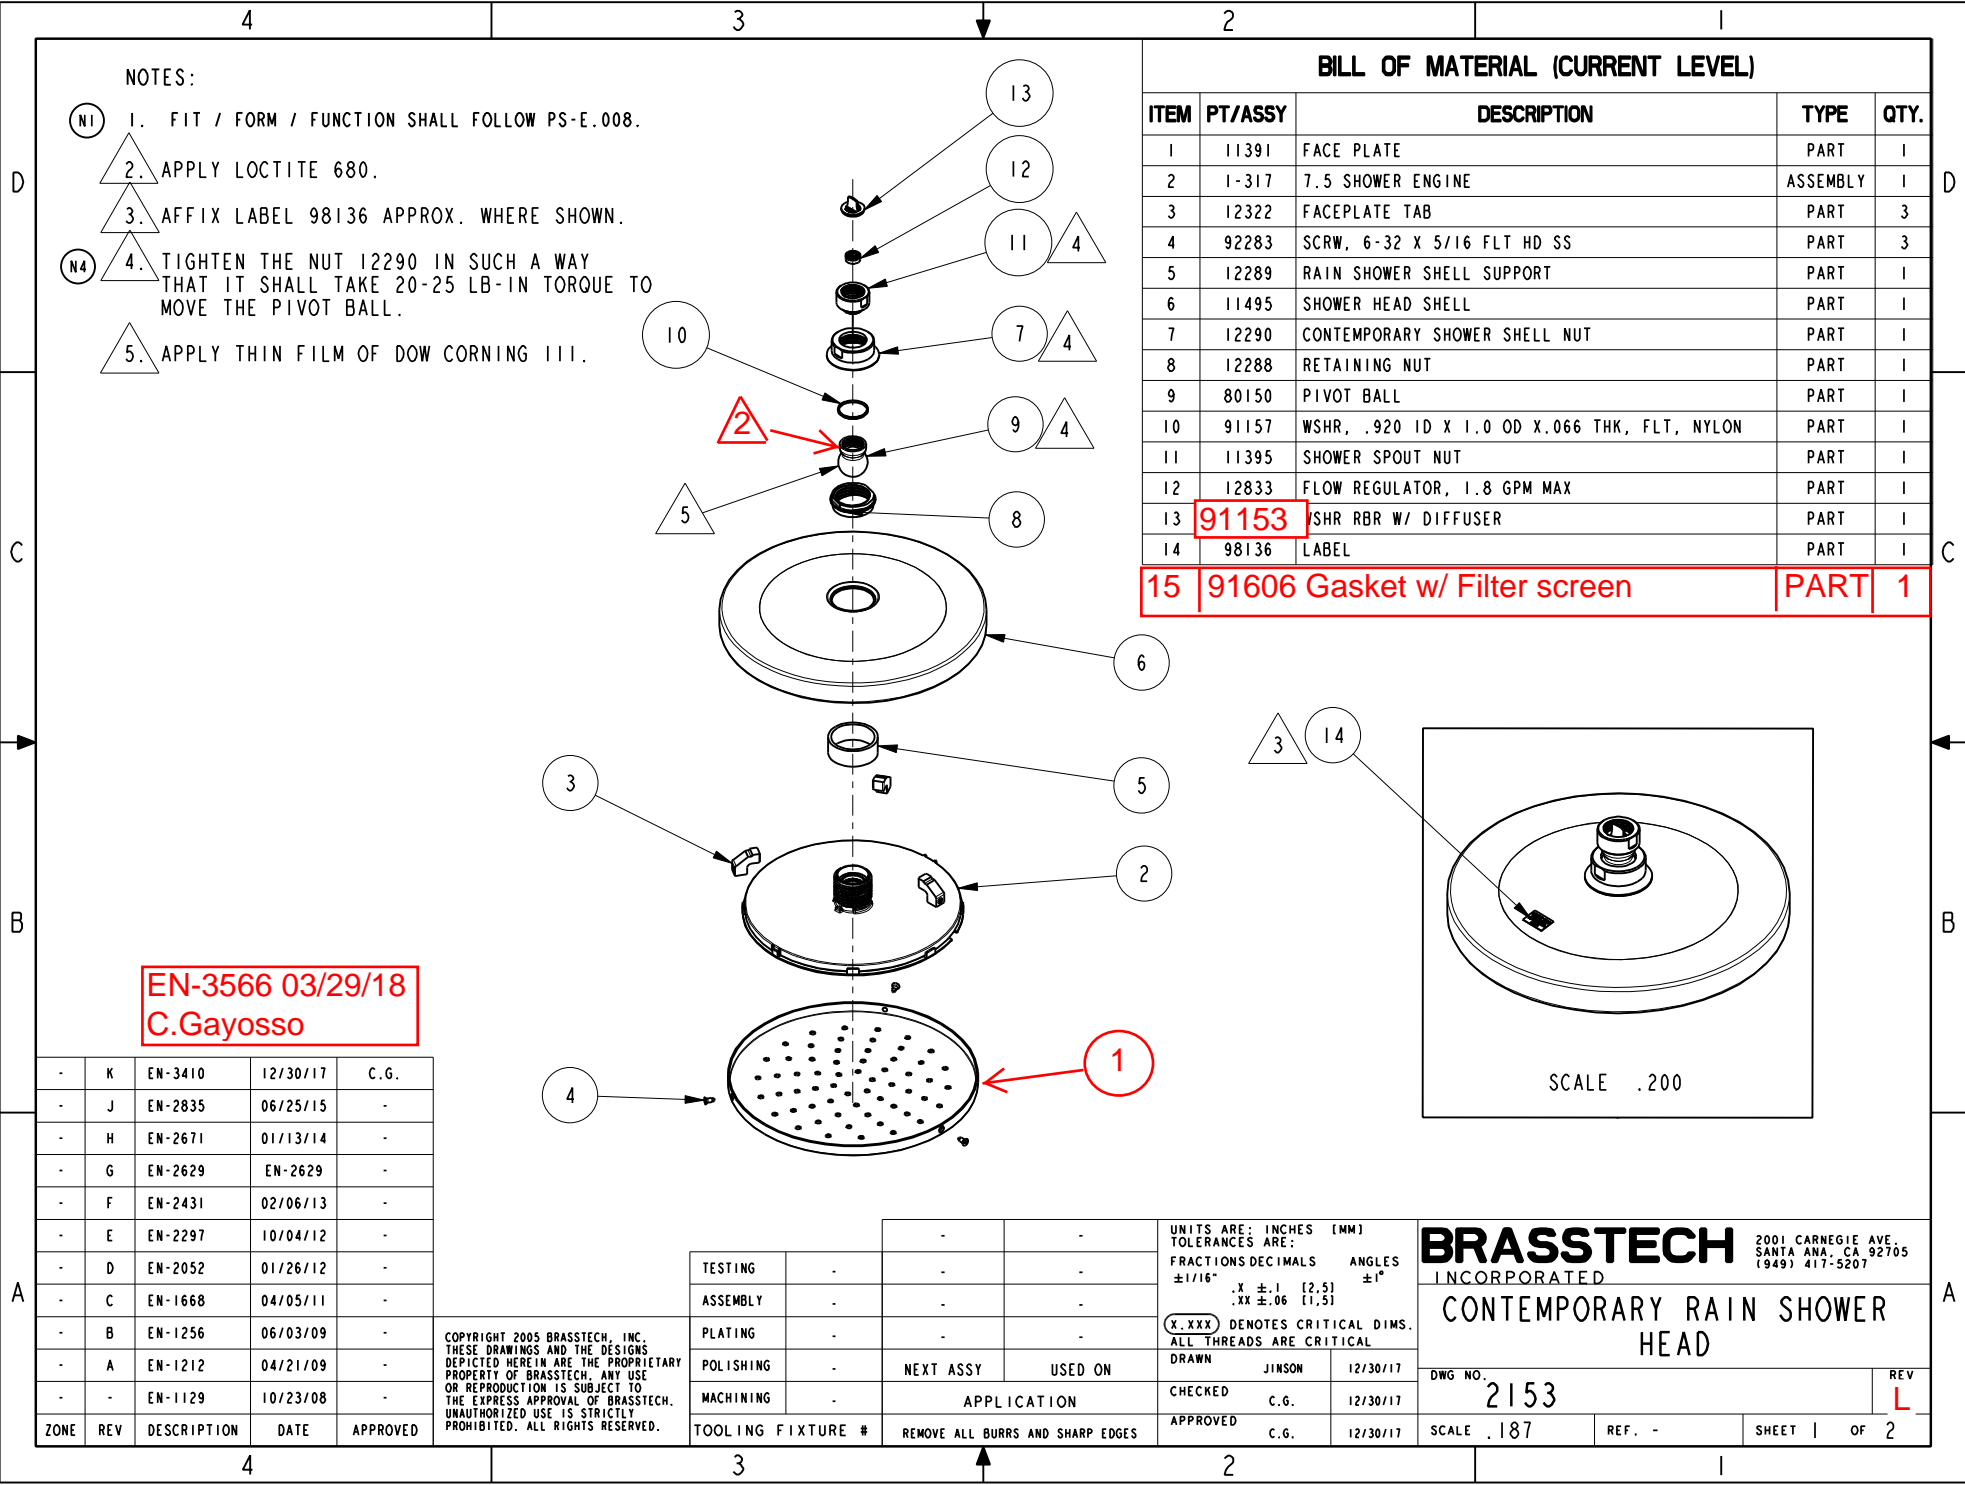 4 3 2 1
NOTES:
N1 1. FIT / FORM / FUNCTION SHALL FOLLOW PS-E.008.
2. APPLY LOCTITE 680.
3. AFFIX LABEL 98136 APPROX. WHERE SHOWN.
N4 4. TIGHTEN THE NUT 12290 IN SUCH A WAY
THAT IT SHALL TAKE 20-25 LB-IN TORQUE TO
MOVE THE PIVOT BALL.
5. APPLY THIN FILM OF DOW CORNING 111.
BILL OF MATERIAL (CURRENT LEVEL)
ITEM PT/ASSY DESCRIPTION TYPE QTY.
1 11391 FACE PLATE PART 1
2 1-317 7.5 SHOWER ENGINE ASSEMBLY 1
3 12322 FACEPLATE TAB PART 3
4 92283 SCRW, 6-32 X 5/16 FLT HD SS PART 3
5 12289 RAIN SHOWER SHELL SUPPORT PART 1
6 11495 SHOWER HEAD SHELL PART 1
7 12290 CONTEMPORARY SHOWER SHELL NUT PART 1
8 12288 RETAINING NUT PART 1
9 80150 PIVOT BALL PART 1
10 91157 WSHR, .920 ID X 1.0 OD X.066 THK, FLT, NYLON PART 1
11 11395 SHOWER SPOUT NUT PART 1
12 12833 FLOW REGULATOR, 1.8 GPM MAX PART 1
13 91153 WSHR RBR W/ DIFFUSER PART 1
14 98136 LABEL PART 1
15 91606 Gasket w/ Filter screen PART 1
D D
C C
B B
A A
13
12
11 4
10
7 4
2
9 4
5
8
6
3 14
3
5
2
1
4
SCALE .200
EN-3566 03/29/18
C.Gayosso
- K EN-3410 12/30/17 C.G.
- J EN-2835 06/25/15 -
- H EN-2671 01/13/14 -
- G EN-2629 EN-2629 -
- F EN-2431 02/06/13 -
- E EN-2297 10/04/12 -
- D EN-2052 01/26/12 -
- C EN-1668 04/05/11 -
- B EN-1256 06/03/09 -
- A EN-1212 04/21/09 -
- - EN-1129 10/23/08 -
ZONE REV DESCRIPTION DATE APPROVED
COPYRIGHT 2005 BRASSTECH, INC.
THESE DRAWINGS AND THE DESIGNS
DEPICTED HEREIN ARE THE PROPRIETARY
PROPERTY OF BRASSTECH. ANY USE
OR REPRODUCTION IS SUBJECT TO
THE EXPRESS APPROVAL OF BRASSTECH.
UNAUTHORIZED USE IS STRICTLY
PROHIBITED. ALL RIGHTS RESERVED.
- -
TESTING - - -
ASSEMBLY - - -
PLATING - - -
POLISHING - NEXT ASSY USED ON
MACHINING - APPLICATION
TOOLING FIXTURE # REMOVE ALL BURRS AND SHARP EDGES
UNITS ARE: INCHES [MM]
TOLERANCES ARE:
FRACTIONS DECIMALS ANGLES
±1/16" ±1°
.X ±.1 [2,5]
.XX ±.06 [1,5]
X.XXX DENOTES CRITICAL DIMS.
ALL THREADS ARE CRITICAL
DRAWN JINSON 12/30/17
CHECKED C.G. 12/30/17
APPROVED C.G. 12/30/17
BRASSTECH
INCORPORATED
2001 CARNEGIE AVE.
SANTA ANA, CA 92705
(949) 417-5207
CONTEMPORARY RAIN SHOWER
HEAD
DWG NO. 2153 REV L
SCALE .187 REF. - SHEET 1 OF 2
4 3 2 1